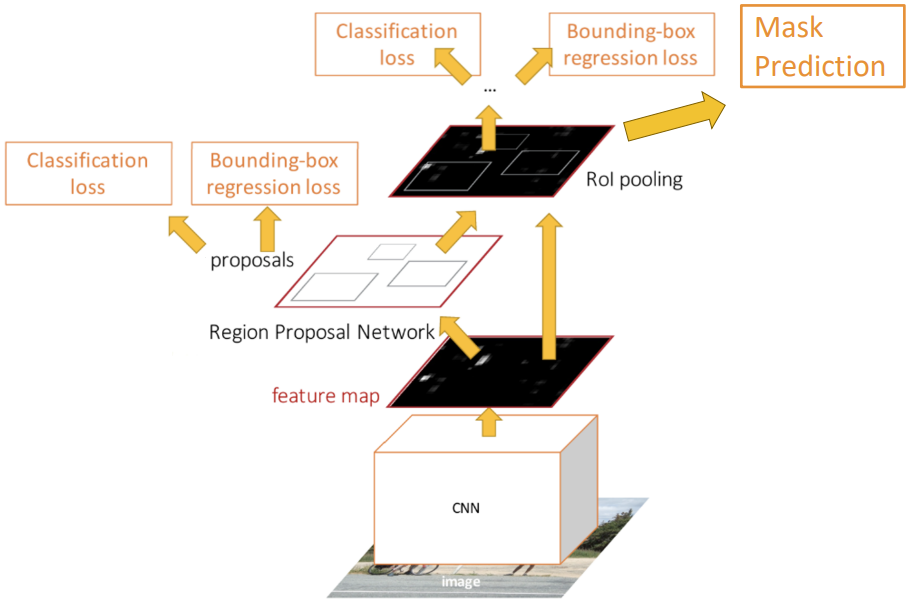 Classification
loss
Bounding-box
regression loss
Mask
Prediction
...
RoI pooling
Classification
loss
Bounding-box
regression loss
proposals
Region Proposal Network
feature map
CNN
image